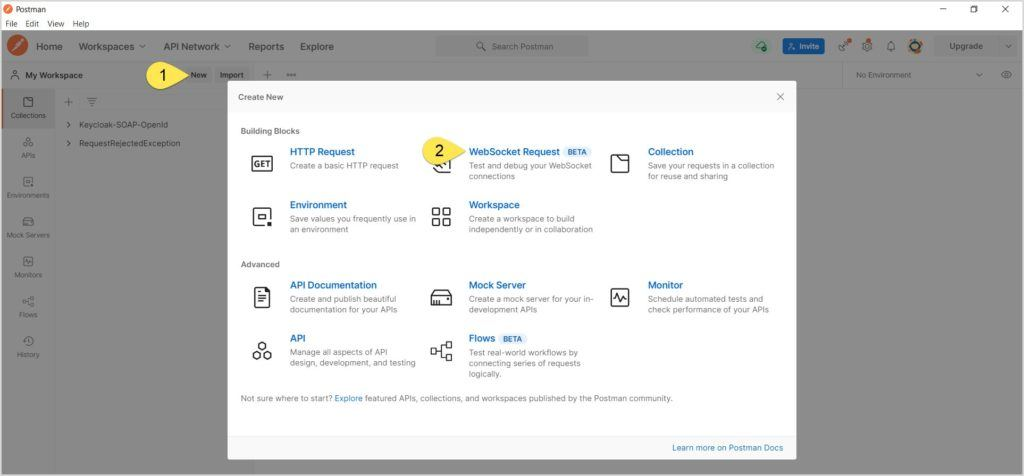 Postman
File Edit View Help
Home Workspaces API Network Reports Explore Search Postman Invite Upgrade
My Workspace 1 New Import No Environment
Create New
Collections
APIs
Environments
Mock Servers
Monitors
Flows
History
Keycloak-SOAP-OpenId
RequestRejectedException
Building Blocks
GET
HTTP Request
Create a basic HTTP request
2
WebSocket Request BETA
Test and debug your WebSocket
connections
Collection
Save your requests in a collection
for reuse and sharing
Environment
Save values you frequently use in
an environment
Workspace
Create a workspace to build
independently or in collaboration
Advanced
API Documentation
Create and publish beautiful
documentation for your APIs
Mock Server
Create a mock server for your in-
development APIs
Monitor
Schedule automated tests and
check performance of your APIs
API
Manage all aspects of API
design, development, and testing
Flows BETA
Test real-world workflows by
connecting series of requests
logically.
Not sure where to start? Explore featured APIs, collections, and workspaces published by the Postman community.
Learn more on Postman Docs